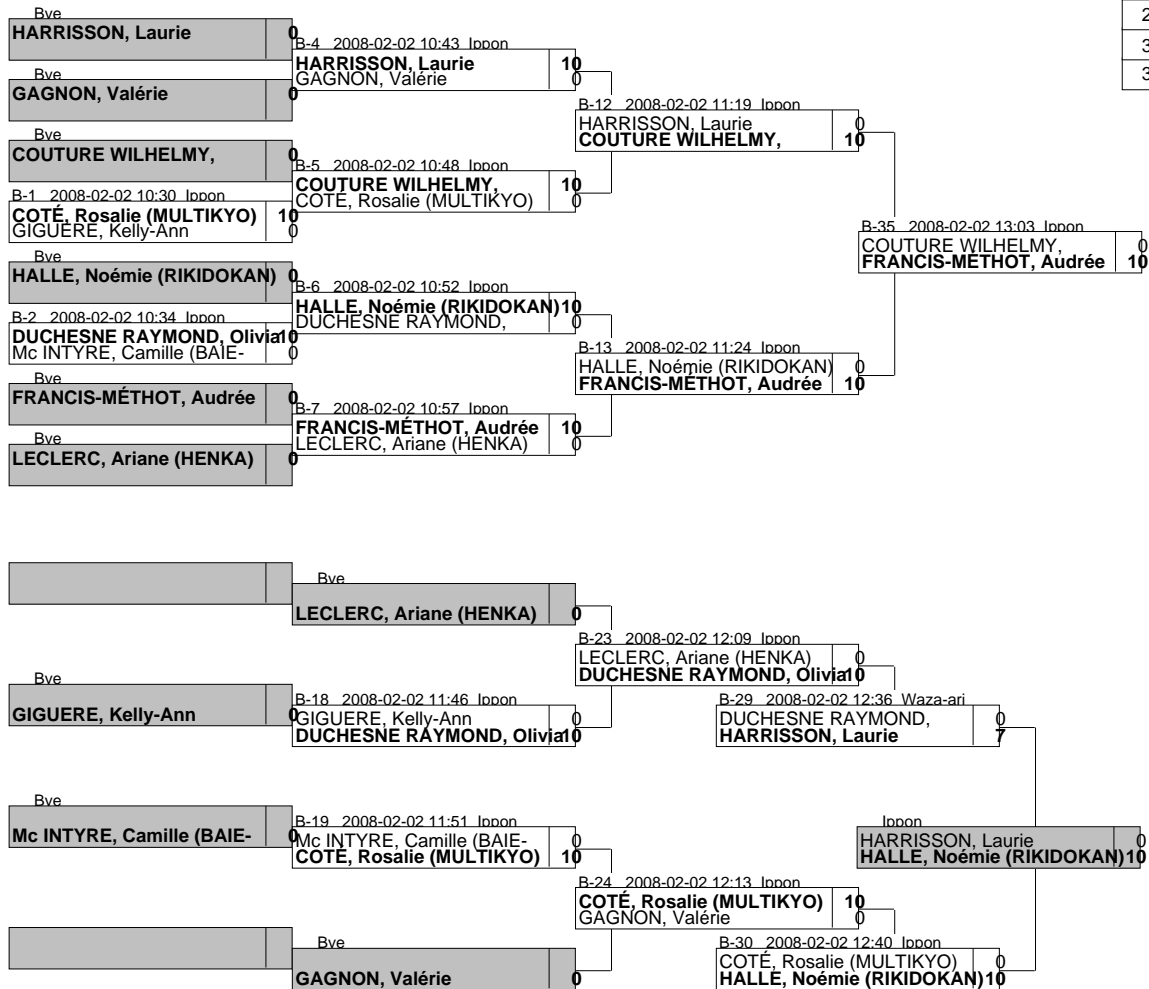 2
3
3
Bye
HARRISSON, Laurie 0
Bye
GAGNON, Valérie 0
Bye
COUTURE WILHELMY, 0
B-1 2008-02-02 10:30 Ippon
COTÉ, Rosalie (MULTIKYO) 10
GIGUERE, Kelly-Ann 0
Bye
HALLE, Noémie (RIKIDOKAN) 0
B-2 2008-02-02 10:34 Ippon
DUCHESNE RAYMOND, Olivia 10
Mc INTYRE, Camille (BAIE- 0
Bye
FRANCIS-MÉTHOT, Audrée 0
Bye
LECLERC, Ariane (HENKA) 0
B-4 2008-02-02 10:43 Ippon
HARRISSON, Laurie 10
GAGNON, Valérie 0
B-5 2008-02-02 10:48 Ippon
COUTURE WILHELMY, 10
COTÉ, Rosalie (MULTIKYO) 0
B-6 2008-02-02 10:52 Ippon
HALLE, Noémie (RIKIDOKAN) 10
DUCHESNE RAYMOND, 0
B-7 2008-02-02 10:57 Ippon
FRANCIS-MÉTHOT, Audrée 10
LECLERC, Ariane (HENKA) 0
B-12 2008-02-02 11:19 Ippon
HARRISSON, Laurie 0
COUTURE WILHELMY, 10
B-13 2008-02-02 11:24 Ippon
HALLE, Noémie (RIKIDOKAN) 0
FRANCIS-MÉTHOT, Audrée 10
B-35 2008-02-02 13:03 Ippon
COUTURE WILHELMY, 0
FRANCIS-MÉTHOT, Audrée 10
Bye
LECLERC, Ariane (HENKA) 0
Bye
GIGUERE, Kelly-Ann 0
B-18 2008-02-02 11:46 Ippon
GIGUERE, Kelly-Ann 0
DUCHESNE RAYMOND, Olivia 10
Bye
Mc INTYRE, Camille (BAIE- 0
B-19 2008-02-02 11:51 Ippon
Mc INTYRE, Camille (BAIE- 0
COTÉ, Rosalie (MULTIKYO) 10
Bye
GAGNON, Valérie 0
B-23 2008-02-02 12:09 Ippon
LECLERC, Ariane (HENKA) 0
DUCHESNE RAYMOND, Olivia 10
B-24 2008-02-02 12:13 Ippon
COTÉ, Rosalie (MULTIKYO) 10
GAGNON, Valérie 0
B-29 2008-02-02 12:36 Waza-ari
DUCHESNE RAYMOND, 0
HARRISSON, Laurie 7
B-30 2008-02-02 12:40 Ippon
COTÉ, Rosalie (MULTIKYO) 0
HALLE, Noémie (RIKIDOKAN) 10
Ippon
HARRISSON, Laurie 0
HALLE, Noémie (RIKIDOKAN) 10